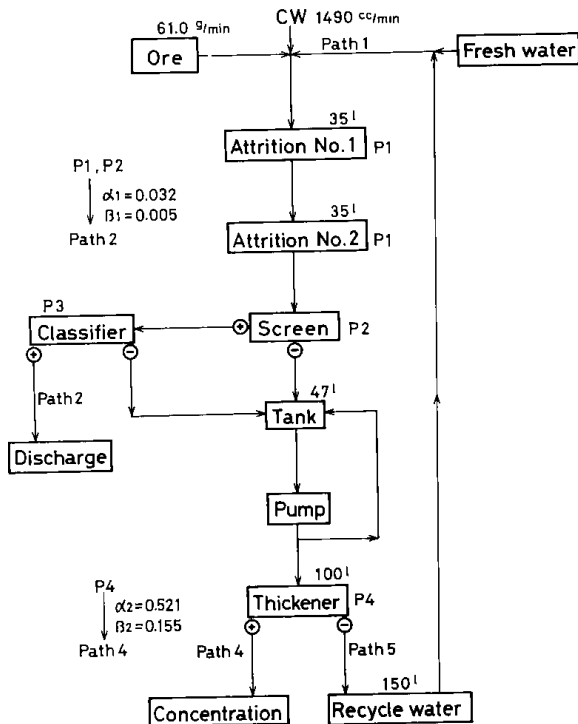 61.0 g/min
CW 1490 cc/min
Path 1
Ore
Fresh water
35 l
Attrition No.1
P1
P1, P2
α1=0.032
β1=0.005
Path 2
35 l
Attrition No.2
P1
P3
Classifier
⊕
Screen
P2
⊕
⊖
⊖
47 l
Path 2
Tank
Discharge
Pump
100 l
P4
Thickener
P4
α2=0.521
β2=0.155
⊕
⊖
Path 4
Path 4
Path 5
150 l
Concentration
Recycle water